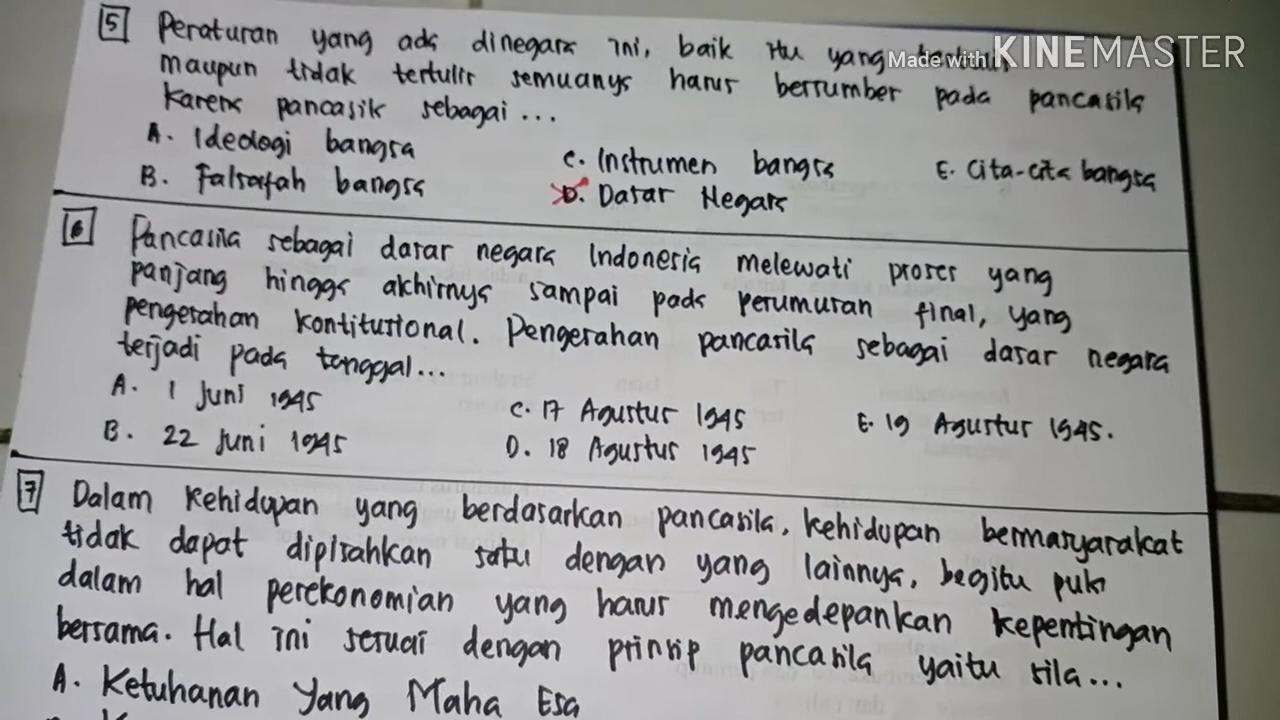 5 Peraturan yang ada dinegara ini, baik itu yang
Made with KINEMASTER
maupun tidak tertulis semuanya harus bersumber pada pancasila
karena pancasik sebagai ...
A. Ideologi bangsa
C. Instrumen bangsa
E. Cita-cita bangsa
B. Falsafah bangsa
D. Dasar Negara
6 Pancasila sebagai dasar negara Indonesia melewati proses yang
panjang hingga akhirnya sampai pada perumusan final, yang
pengesahan kontitusional. Pengesahan pancasila sebagai dasar negara
terjadi pada tanggal...
A. 1 Juni 1945
C. 17 Agustus 1945
E. 19 Agustus 1945.
B. 22 Juni 1945
D. 18 Agustus 1945
7 Dalam kehidupan yang berdasarkan pancasila, kehidupan bermasyarakat
tidak dapat dipisahkan satu dengan yang lainnya, begitu pula
dalam hal perekonomian yang harus mengedepankan kepentingan
bersama. Hal ini sesuai dengan prinsip pancasila yaitu sila...
A. Ketuhanan Yang Maha Esa